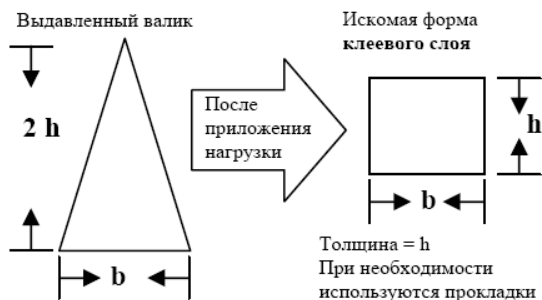 Выдавленный валик
2 h
b
После
приложения
нагрузки
Искомая форма
клеевого слоя
h
b
Толщина = h
При необходимости
используются прокладки